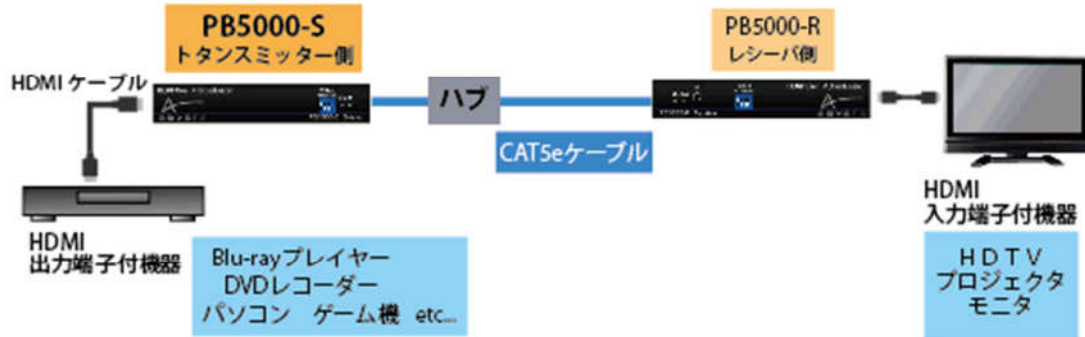 PB5000-S
トタンスミッター側
PB5000-R
レシーバ側
HDMI ケーブル
ハブ
CAT5eケーブル
HDMI
出力端子付機器
Blu-rayプレイヤー
DVDレコーダー
パソコン ゲーム機 etc...
HDMI
入力端子付機器
ＨＤＴＶ
プロジェクタ
モニタ